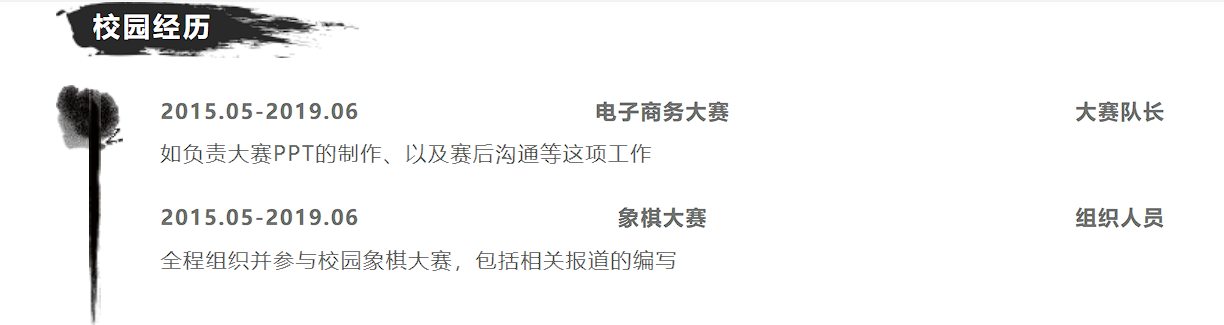 校园经历
2015.05-2019.06 电子商务大赛 大赛队长
如负责大赛PPT的制作、以及赛后沟通等这项工作
2015.05-2019.06 象棋大赛 组织人员
全程组织并参与校园象棋大赛，包括相关报道的编写